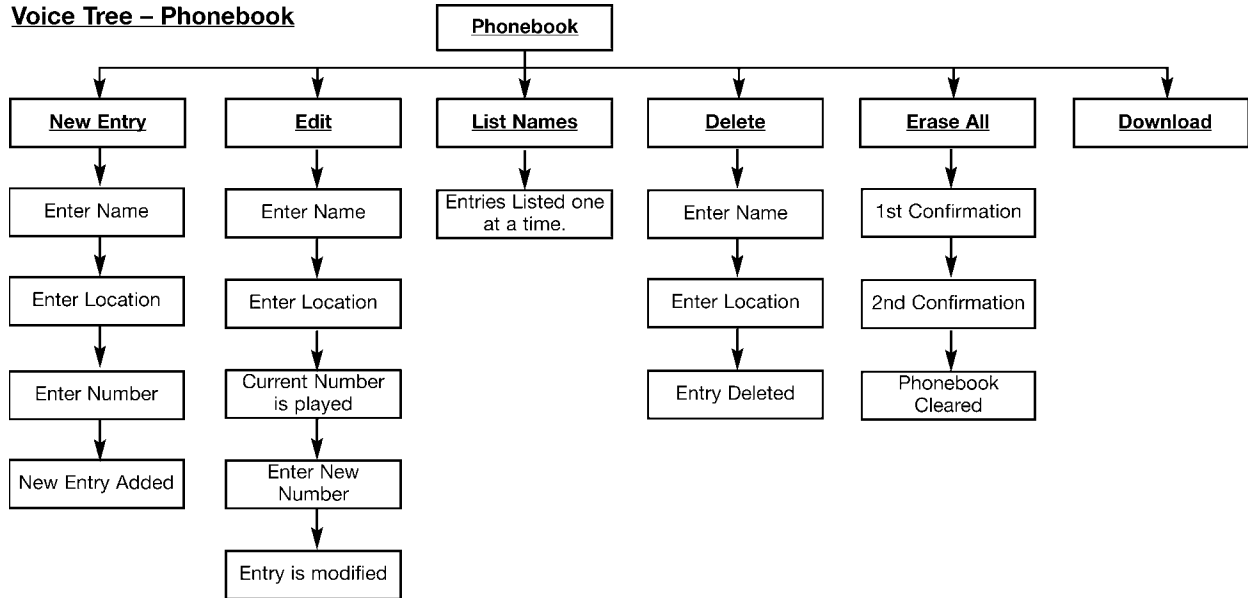 Voice Tree – Phonebook
Phonebook
New Entry
Edit
List Names
Delete
Erase All
Download
Enter Name
Enter Name
Entries Listed one
at a time.
Enter Name
1st Confirmation
Enter Location
Enter Location
Enter Location
2nd Confirmation
Enter Number
Current Number
is played
Entry Deleted
Phonebook
Cleared
New Entry Added
Enter New
Number
Entry is modified